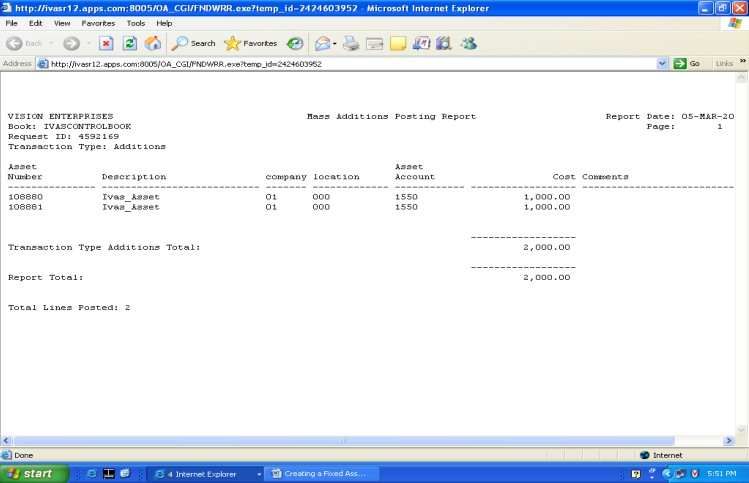 http://ivasr12.apps.com:8005/OA_CGI/FNDWRR.exe?temp_id=2424603952 - Microsoft Internet Explorer
File Edit View Favorites Tools Help
Back Search Favorites
Address http://ivasr12.apps.com:8005/OA_CGI/FNDWRR.exe?temp_id=2424603952 Go Links »
VISION ENTERPRISES Mass Additions Posting Report Report Date: 05-MAR-20
Book: IVASCONTROLBOOK Page: 1
Request ID: 4592169
Transaction Type: Additions
Asset Asset
Number Description company location Account Cost Comments
108880 Ivas_Asset 01 000 1550 1,000.00
108881 Ivas_Asset 01 000 1550 1,000.00
Transaction Type Additions Total: 2,000.00
Report Total: 2,000.00
Total Lines Posted: 2
Done Internet
start 4 Internet Explorer Creating a Fixed Ass... 5:51 PM